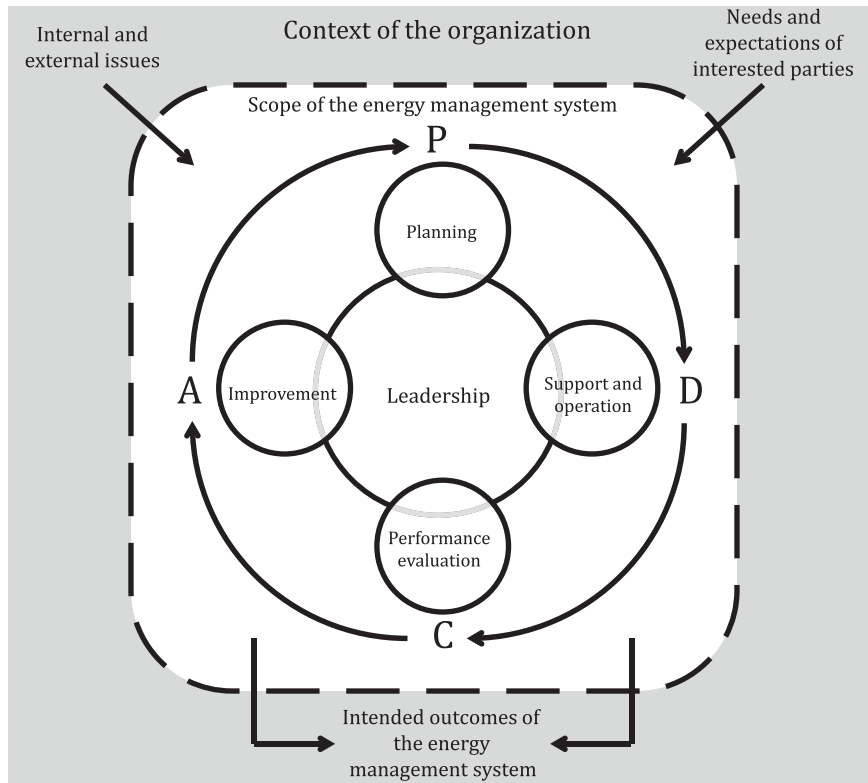 Internal and
external issues
Context of the organization
Needs and
expectations of
interested parties
Scope of the energy management system
P
Planning
A
Improvement
Leadership
Support and
operation
D
Performance
evaluation
C
Intended outcomes of
the energy
management system